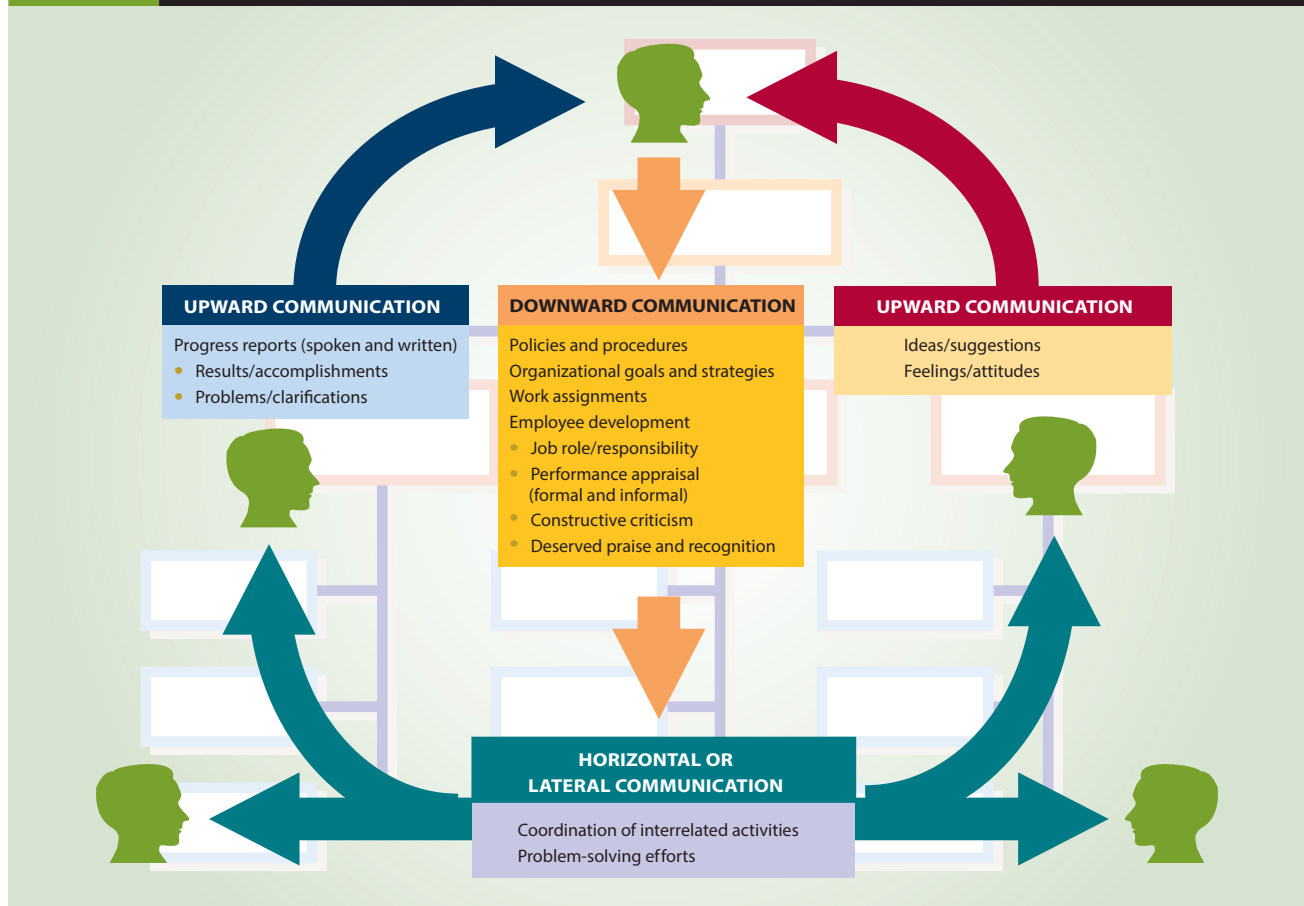 UPWARD COMMUNICATION
Progress reports (spoken and written)
• Results/accomplishments
• Problems/clarifications
DOWNWARD COMMUNICATION
Policies and procedures
Organizational goals and strategies
Work assignments
Employee development
• Job role/responsibility
• Performance appraisal
(formal and informal)
• Constructive criticism
• Deserved praise and recognition
UPWARD COMMUNICATION
Ideas/suggestions
Feelings/attitudes
HORIZONTAL OR
LATERAL COMMUNICATION
Coordination of interrelated activities
Problem-solving efforts